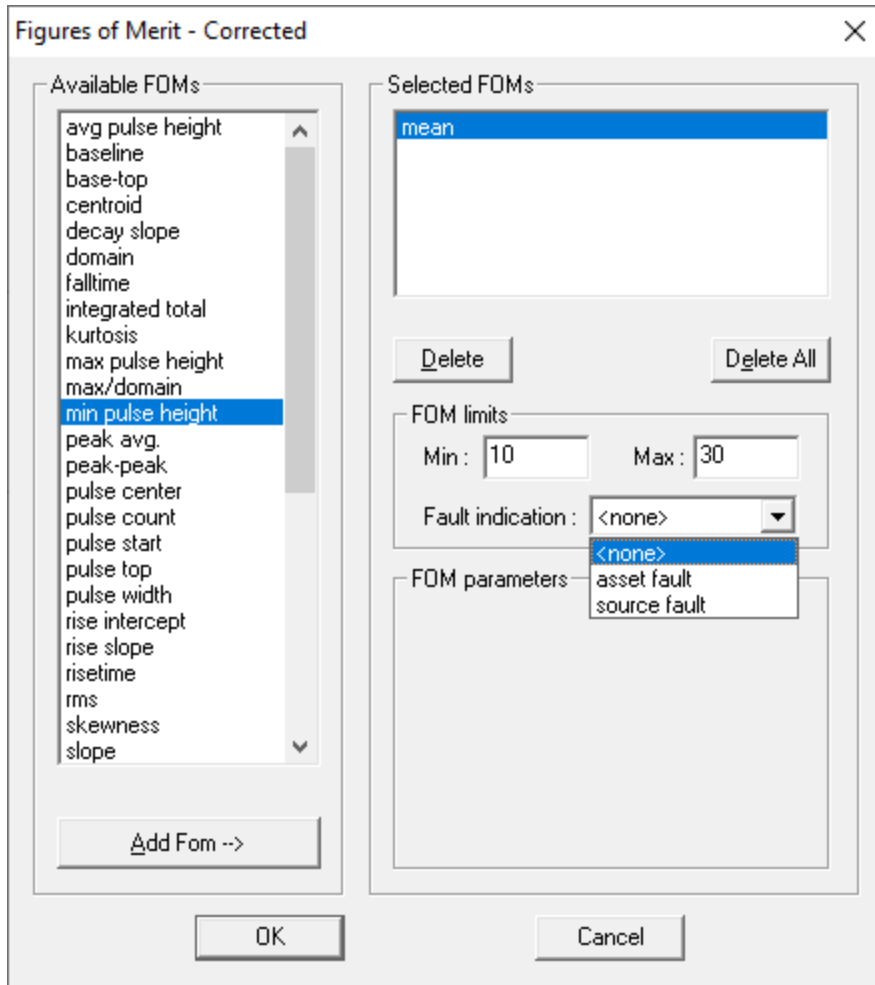 Figures of Merit - Corrected
Available FOMs
avg pulse height
baseline
base-top
centroid
decay slope
domain
falltime
integrated total
kurtosis
max pulse height
max/domain
min pulse height
peak avg.
peak-peak
pulse center
pulse count
pulse start
pulse top
pulse width
rise intercept
rise slope
risetime
rms
skewness
slope
Add Fom -->
Selected FOMs
mean
Delete
Delete All
FOM limits
Min : 10
Max : 30
Fault indication : <none>
<none>
asset fault
source fault
FOM parameters
OK
Cancel